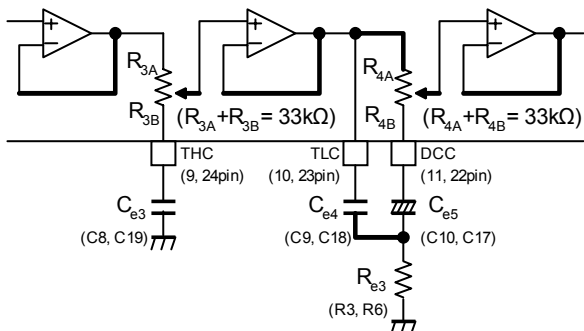 +
−
+
−
+
−
R3A
R3B
(R3A+R3B= 33kΩ)
R4A
R4B
(R4A+R4B= 33kΩ)
THC
(9, 24pin)
TLC
(10, 23pin)
DCC
(11, 22pin)
Ce3
(C8, C19)
Ce4
(C9, C18)
Ce5
(C10, C17)
Re3
(R3, R6)